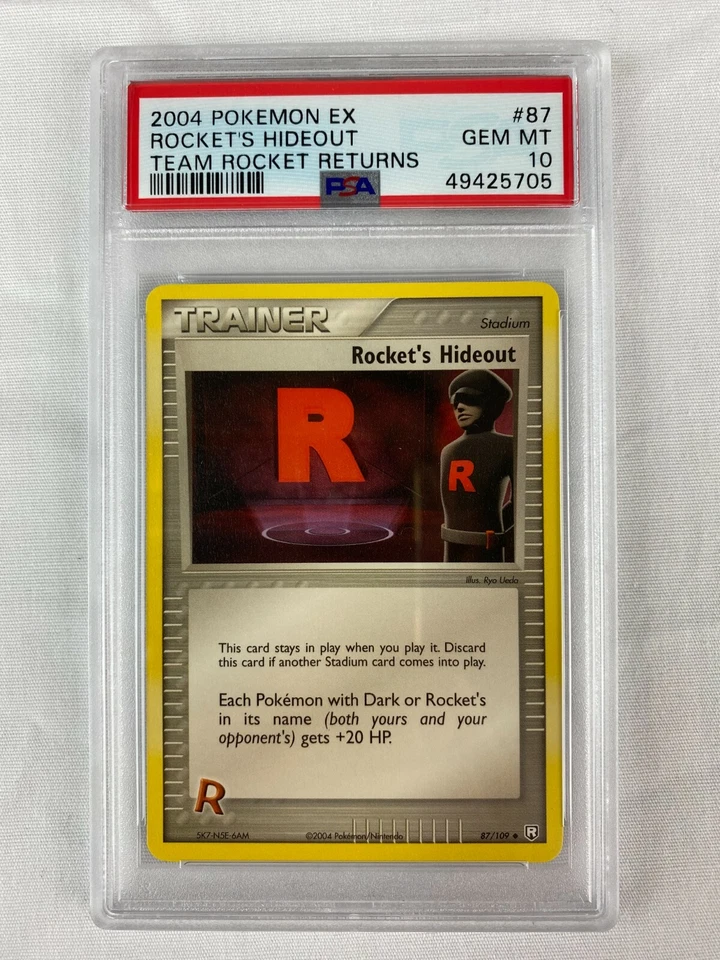 2004 POKEMON EX #87
ROCKET'S HIDEOUT GEM MT
TEAM ROCKET RETURNS 10
PSA 49425705
TRAINER
Stadium
Rocket's Hideout
R
R
Illus. Ryo Ueda
This card stays in play when you play it. Discard
this card if another Stadium card comes into play.
Each Pokémon with Dark or Rocket's
in its name (both yours and your
opponent's) gets +20 HP.
R
5K7-N5E-6AM ©2004 Pokémon/Nintendo 87/109 ◆ R